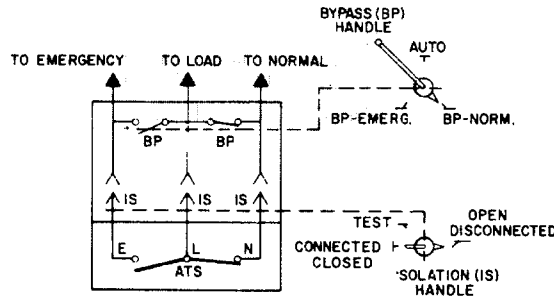 BYPASS (BP)
HANDLE
AUTO
TO EMERGENCY
TO LOAD
TO NORMAL
BP-EMERG.
BP-NORM.
BP
BP
IS
IS
IS
TEST
OPEN
DISCONNECTED
E
L
N
CONNECTED
CLOSED
ATS
SOLATION (IS)
HANDLE